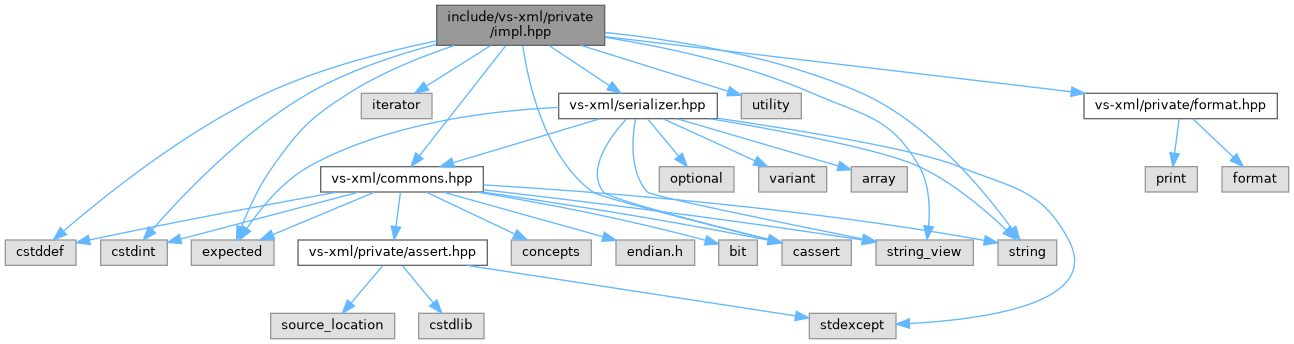 include/vs-xml/private
/impl.hpp
iterator
vs-xml/serializer.hpp
utility
vs-xml/private/format.hpp
vs-xml/commons.hpp
optional
variant
array
print
format
cstddef
cstdint
expected
vs-xml/private/assert.hpp
concepts
endian.h
bit
cassert
string_view
string
source_location
cstdlib
stdexcept